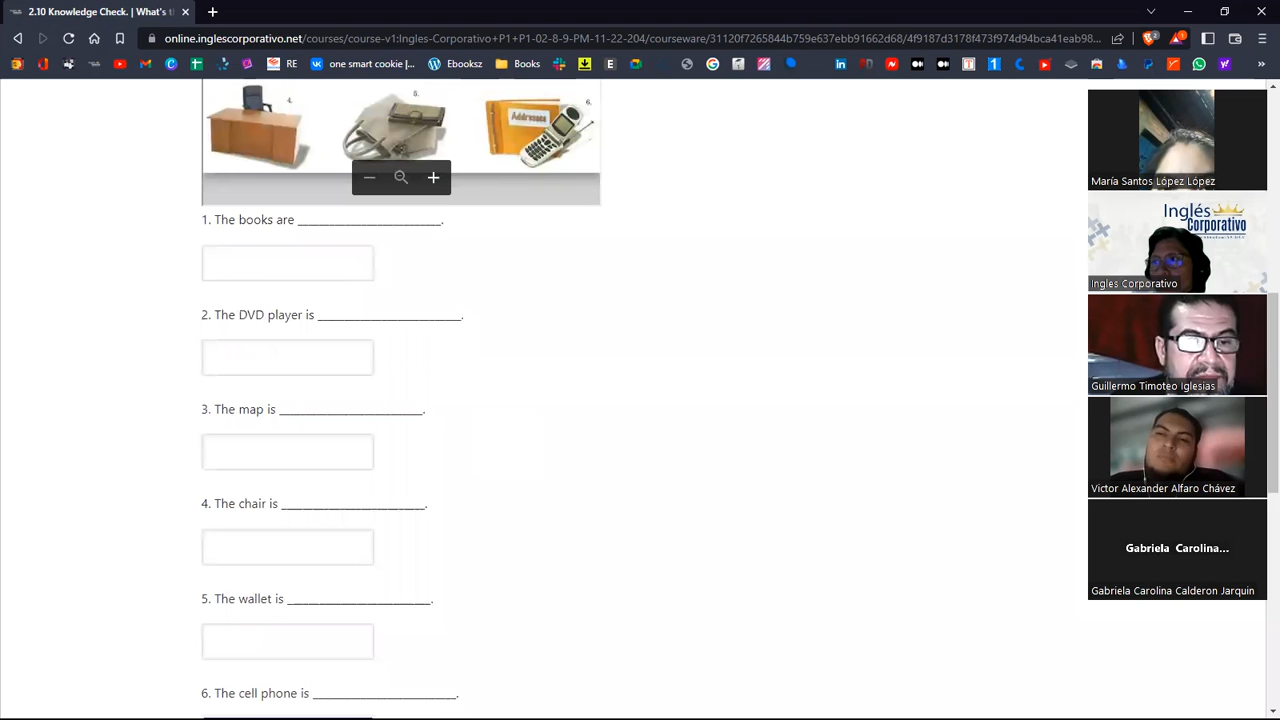 2.10 Knowledge Check. | What's t
online.inglescorporativo.net/courses/course-v1:Ingles-Corporativo+P1+P1-02-8-9-PM-11-22-204/courseware/31120f7265844b759e637ebb91662d68/4f9187d3178f473f974d94bca41eab98...
RE
one smart cookie |...
Ebooksz
Books
4.
5.
6.
Addresses
1. The books are ______________________.
2. The DVD player is ______________________.
3. The map is ______________________.
4. The chair is ______________________.
5. The wallet is ______________________.
6. The cell phone is ______________________.
María Santos López López
Inglés
Corporativo
Ingles Corporativo
Guillermo Timoteo Iglesias
Victor Alexander Alfaro Chávez
Gabriela Carolina...
Gabriela Carolina Calderon Jarquin